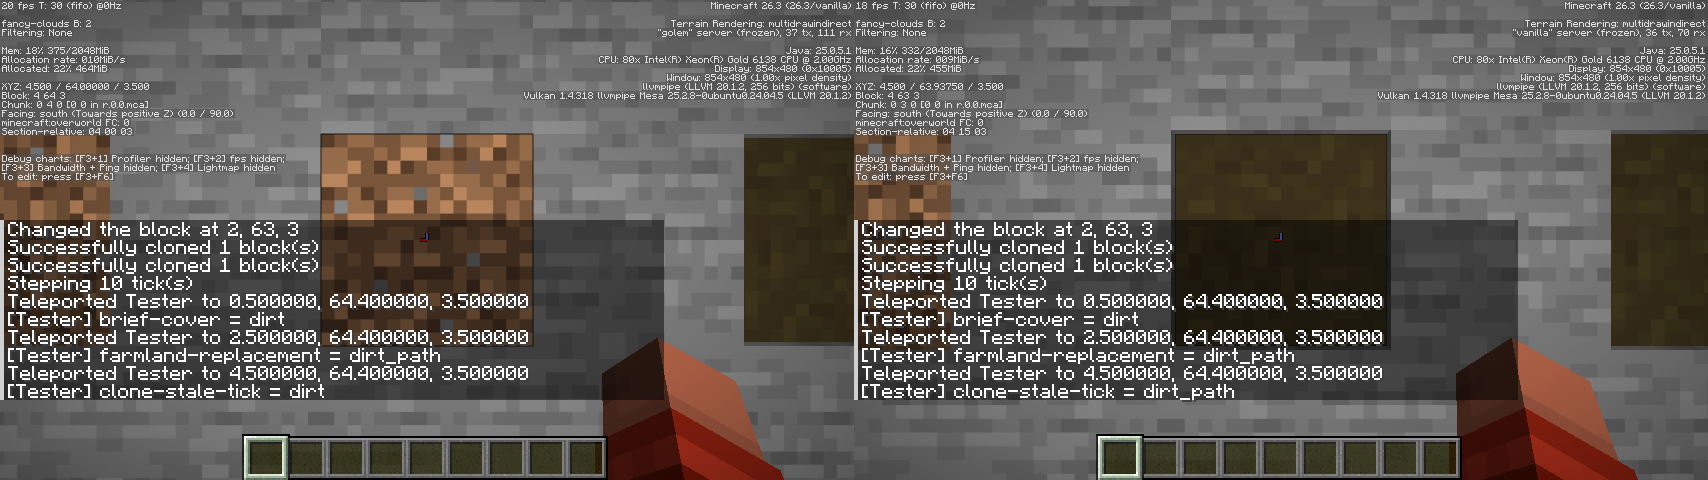 20 fps T: 30 (fifo) @0Hz
fancy-clouds B: 2
Filtering: None
Mem: 18% 375/2048MiB
Allocation rate: 010MiB/s
Allocated: 22% 464MiB
XYZ: 4.500 / 64.00000 / 3.500
Block: 4 64 3
Chunk: 0 4 0 [0 0 in r.0.0.mca]
Facing: south (Towards positive Z) (0.0 / 90.0)
minecraft:overworld FC: 0
Section-relative: 04 00 03
Debug charts: [F3+1] Profiler hidden; [F3+2] fps hidden;
[F3+3] Bandwidth + Ping hidden; [F3+4] Lightmap hidden
To edit: press [F3+F6]
Minecraft 26.3 (26.3/vanilla)
Terrain Rendering: multidrawindirect
"golem" server (frozen), 37 tx, 111 rx
Java: 25.0.5.1
CPU: 80x Intel(R) Xeon(R) Gold 6138 CPU @ 2.00GHz
Display: 854x480 (0x10005)
Window: 854x480 (1.00x pixel density)
llvmpipe (LLVM 20.1.2, 256 bits) (software)
Vulkan 1.4.318 llvmpipe Mesa 25.2.8-0ubuntu0.24.04.5 (LLVM 20.1.2)
Changed the block at 2, 63, 3
Successfully cloned 1 block(s)
Successfully cloned 1 block(s)
Stepping 10 tick(s)
Teleported Tester to 0.500000, 64.400000, 3.500000
[Tester] brief-cover = dirt
Teleported Tester to 2.500000, 64.400000, 3.500000
[Tester] farmland-replacement = dirt_path
Teleported Tester to 4.500000, 64.400000, 3.500000
[Tester] clone-stale-tick = dirt
18 fps T: 30 (fifo) @0Hz
fancy-clouds B: 2
Filtering: None
Mem: 16% 332/2048MiB
Allocation rate: 009MiB/s
Allocated: 22% 455MiB
XYZ: 4.500 / 63.93750 / 3.500
Block: 4 63 3
Chunk: 0 3 0 [0 0 in r.0.0.mca]
Facing: south (Towards positive Z) (0.0 / 90.0)
minecraft:overworld FC: 0
Section-relative: 04 15 03
Debug charts: [F3+1] Profiler hidden; [F3+2] fps hidden;
[F3+3] Bandwidth + Ping hidden; [F3+4] Lightmap hidden
To edit: press [F3+F6]
Minecraft 26.3 (26.3/vanilla)
Terrain Rendering: multidrawindirect
"vanilla" server (frozen), 36 tx, 70 rx
Java: 25.0.5.1
CPU: 80x Intel(R) Xeon(R) Gold 6138 CPU @ 2.00GHz
Display: 854x480 (0x10005)
Window: 854x480 (1.00x pixel density)
llvmpipe (LLVM 20.1.2, 256 bits) (software)
Vulkan 1.4.318 llvmpipe Mesa 25.2.8-0ubuntu0.24.04.5 (LLVM 20.1.2)
Changed the block at 2, 63, 3
Successfully cloned 1 block(s)
Successfully cloned 1 block(s)
Stepping 10 tick(s)
Teleported Tester to 0.500000, 64.400000, 3.500000
[Tester] brief-cover = dirt
Teleported Tester to 2.500000, 64.400000, 3.500000
[Tester] farmland-replacement = dirt_path
Teleported Tester to 4.500000, 64.400000, 3.500000
[Tester] clone-stale-tick = dirt_path